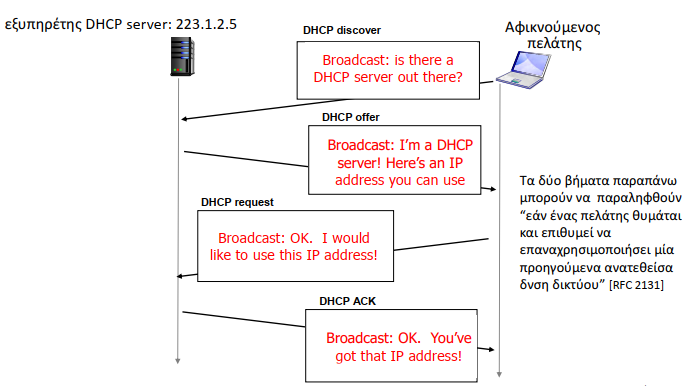 εξυπηρέτης DHCP server: 223.1.2.5
Αφικνούμενος
πελάτης
DHCP discover
Broadcast: is there a
DHCP server out there?
DHCP offer
Broadcast: I’m a DHCP
server! Here’s an IP
address you can use
DHCP request
Broadcast: OK. I would
like to use this IP address!
Τα δύο βήματα παραπάνω
μπορούν να παραληφθούν
“εάν ένας πελάτης θυμάται
και επιθυμεί να
επαναχρησιμοποιήσει μία
προηγούμενα ανατεθείσα
δνση δικτύου” [RFC 2131]
DHCP ACK
Broadcast: OK. You’ve
got that IP address!